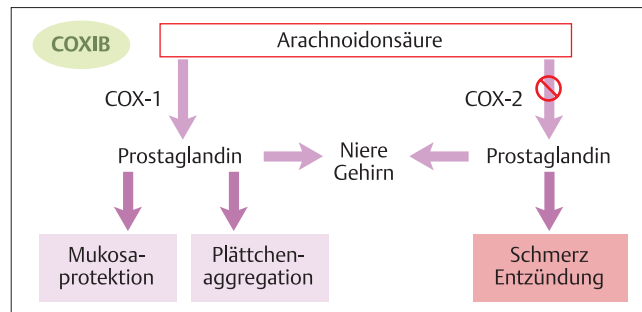 COXIB
Arachnoidonsäure
COX-1
COX-2
Prostaglandin
Niere
Gehirn
Prostaglandin
Mukosa-
protektion
Plättchen-
aggregation
Schmerz
Entzündung